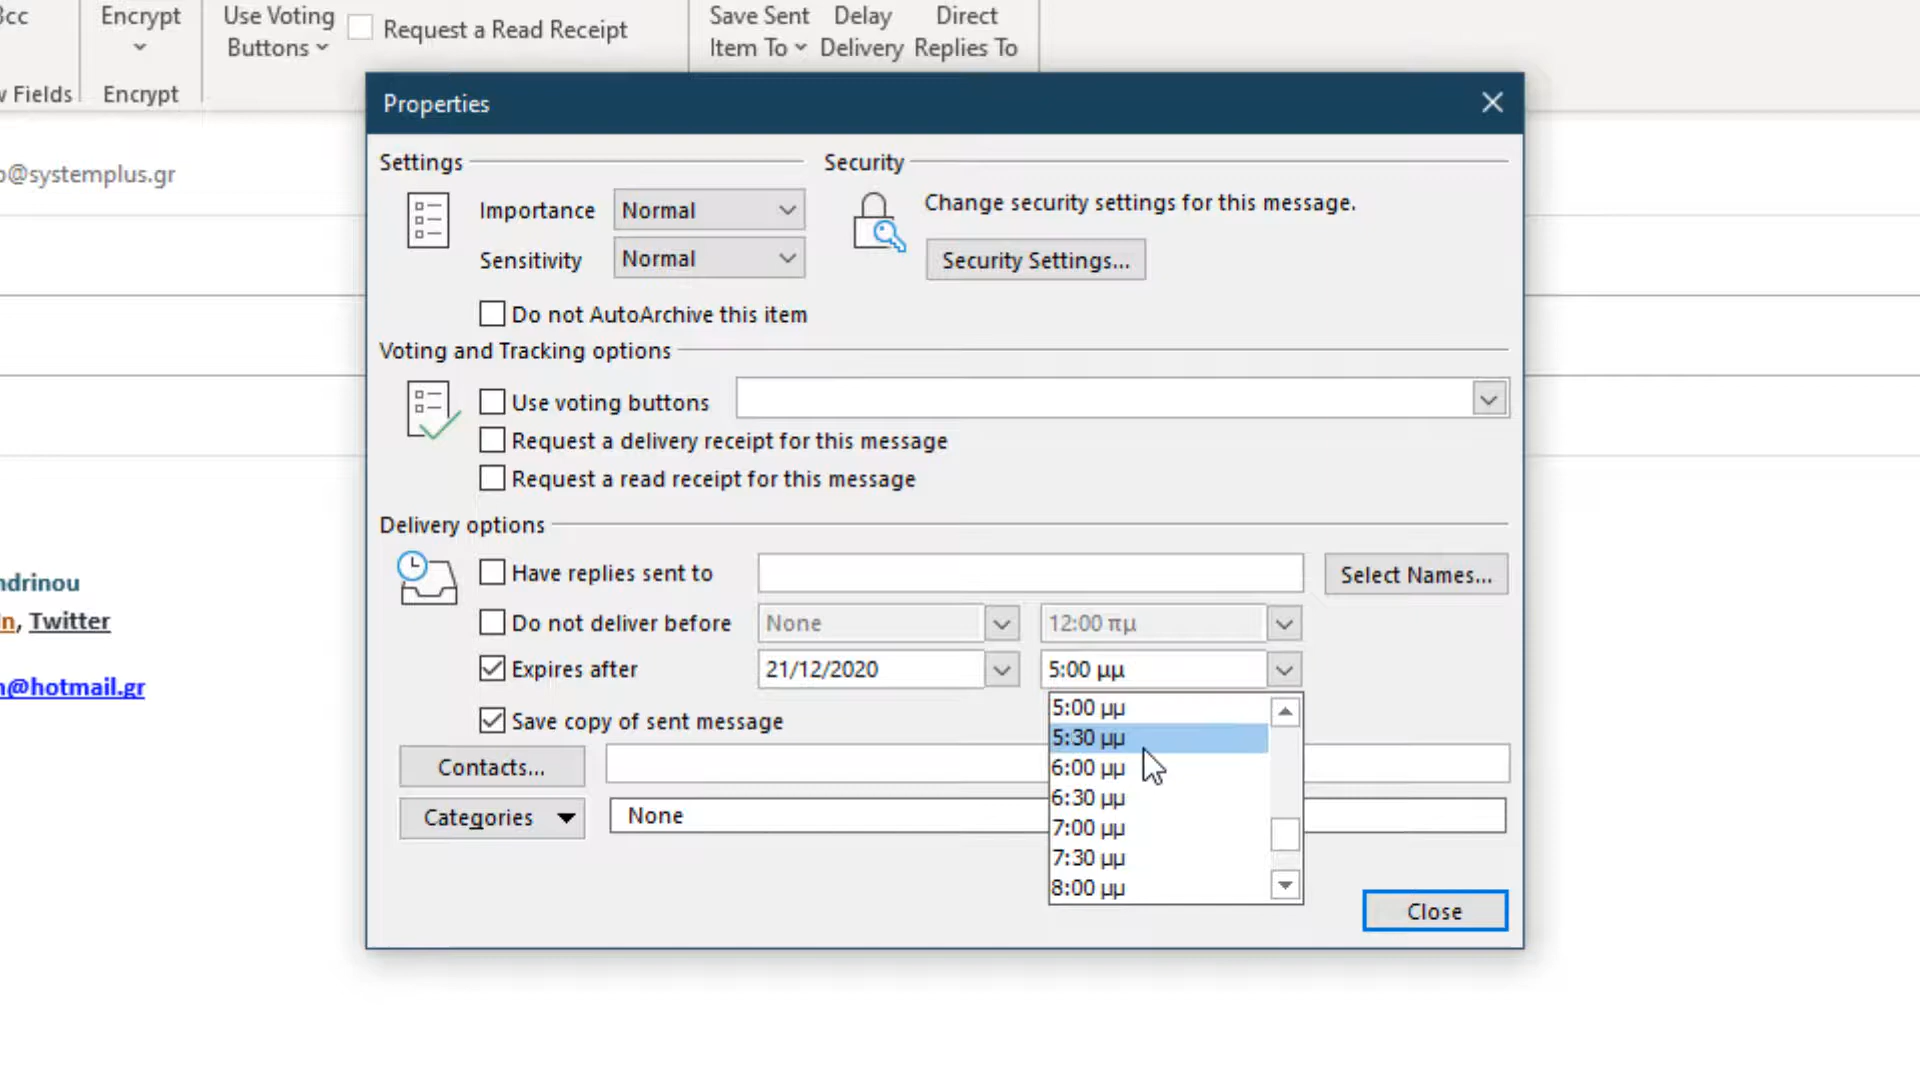 Bcc
Encrypt
Use Voting
Buttons
Request a Read Receipt
Save Sent
Item To
Delay
Delivery
Direct
Replies To
Fields
Encrypt
Properties
Settings
Security
@systemplus.gr
Importance
Normal
Change security settings for this message.
Sensitivity
Normal
Security Settings...
Do not AutoArchive this item
Voting and Tracking options
Use voting buttons
Request a delivery receipt for this message
Request a read receipt for this message
Delivery options
Have replies sent to
Select Names...
ndrinou
In, Twitter
Do not deliver before
None
12:00 πμ
Expires after
21/12/2020
5:00 μμ
n@hotmail.gr
Save copy of sent message
5:00 μμ
5:30 μμ
6:00 μμ
6:30 μμ
7:00 μμ
7:30 μμ
8:00 μμ
Contacts...
Categories
None
Close